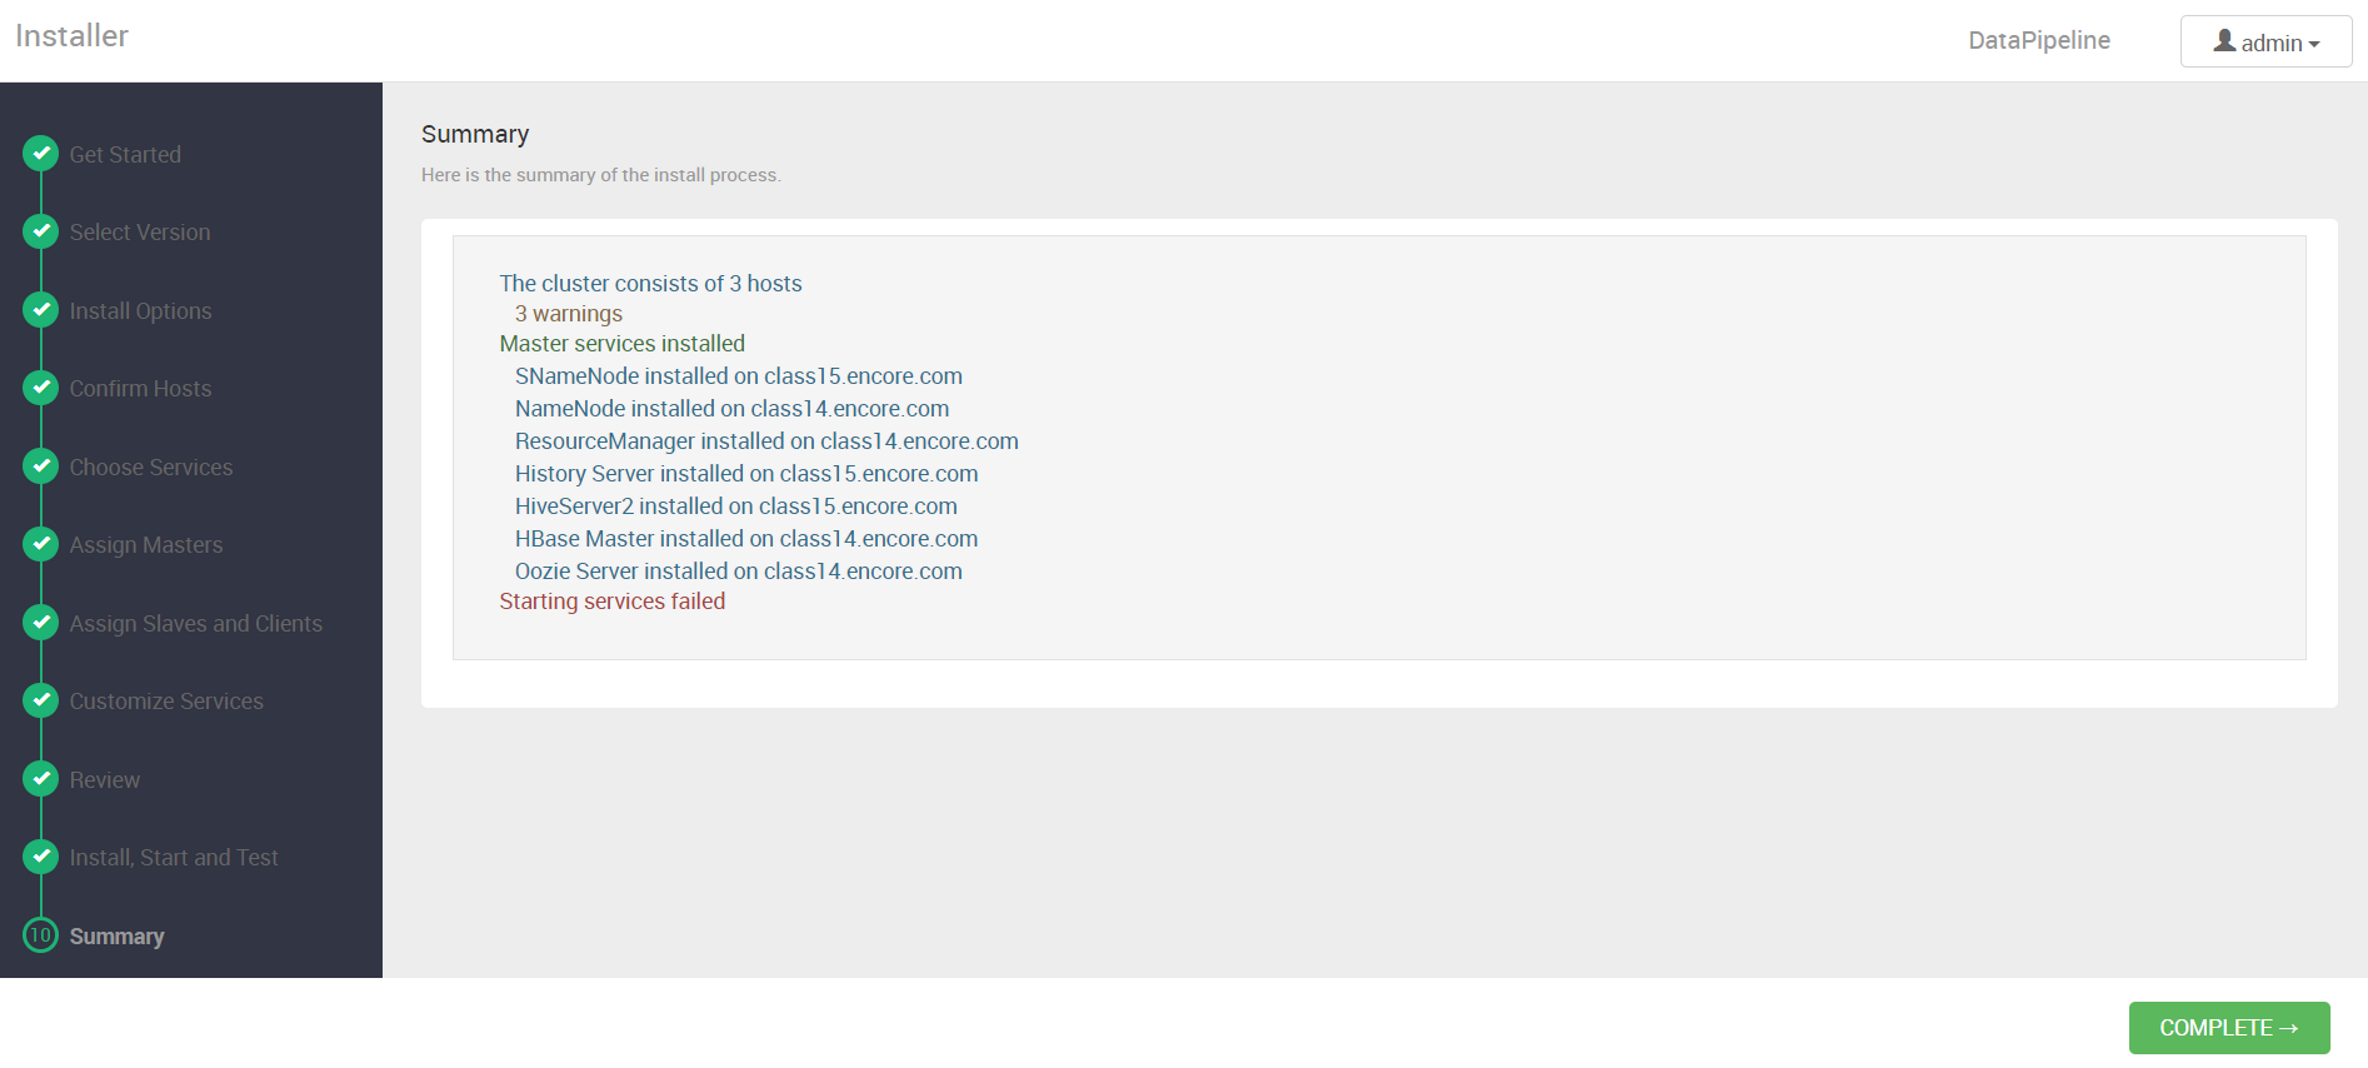 Installer
DataPipeline
admin
Get Started
Select Version
Install Options
Confirm Hosts
Choose Services
Assign Masters
Assign Slaves and Clients
Customize Services
Review
Install, Start and Test
10 Summary
Summary
Here is the summary of the install process.
The cluster consists of 3 hosts
3 warnings
Master services installed
SNameNode installed on class15.encore.com
NameNode installed on class14.encore.com
ResourceManager installed on class14.encore.com
History Server installed on class15.encore.com
HiveServer2 installed on class15.encore.com
HBase Master installed on class14.encore.com
Oozie Server installed on class14.encore.com
Starting services failed
COMPLETE →